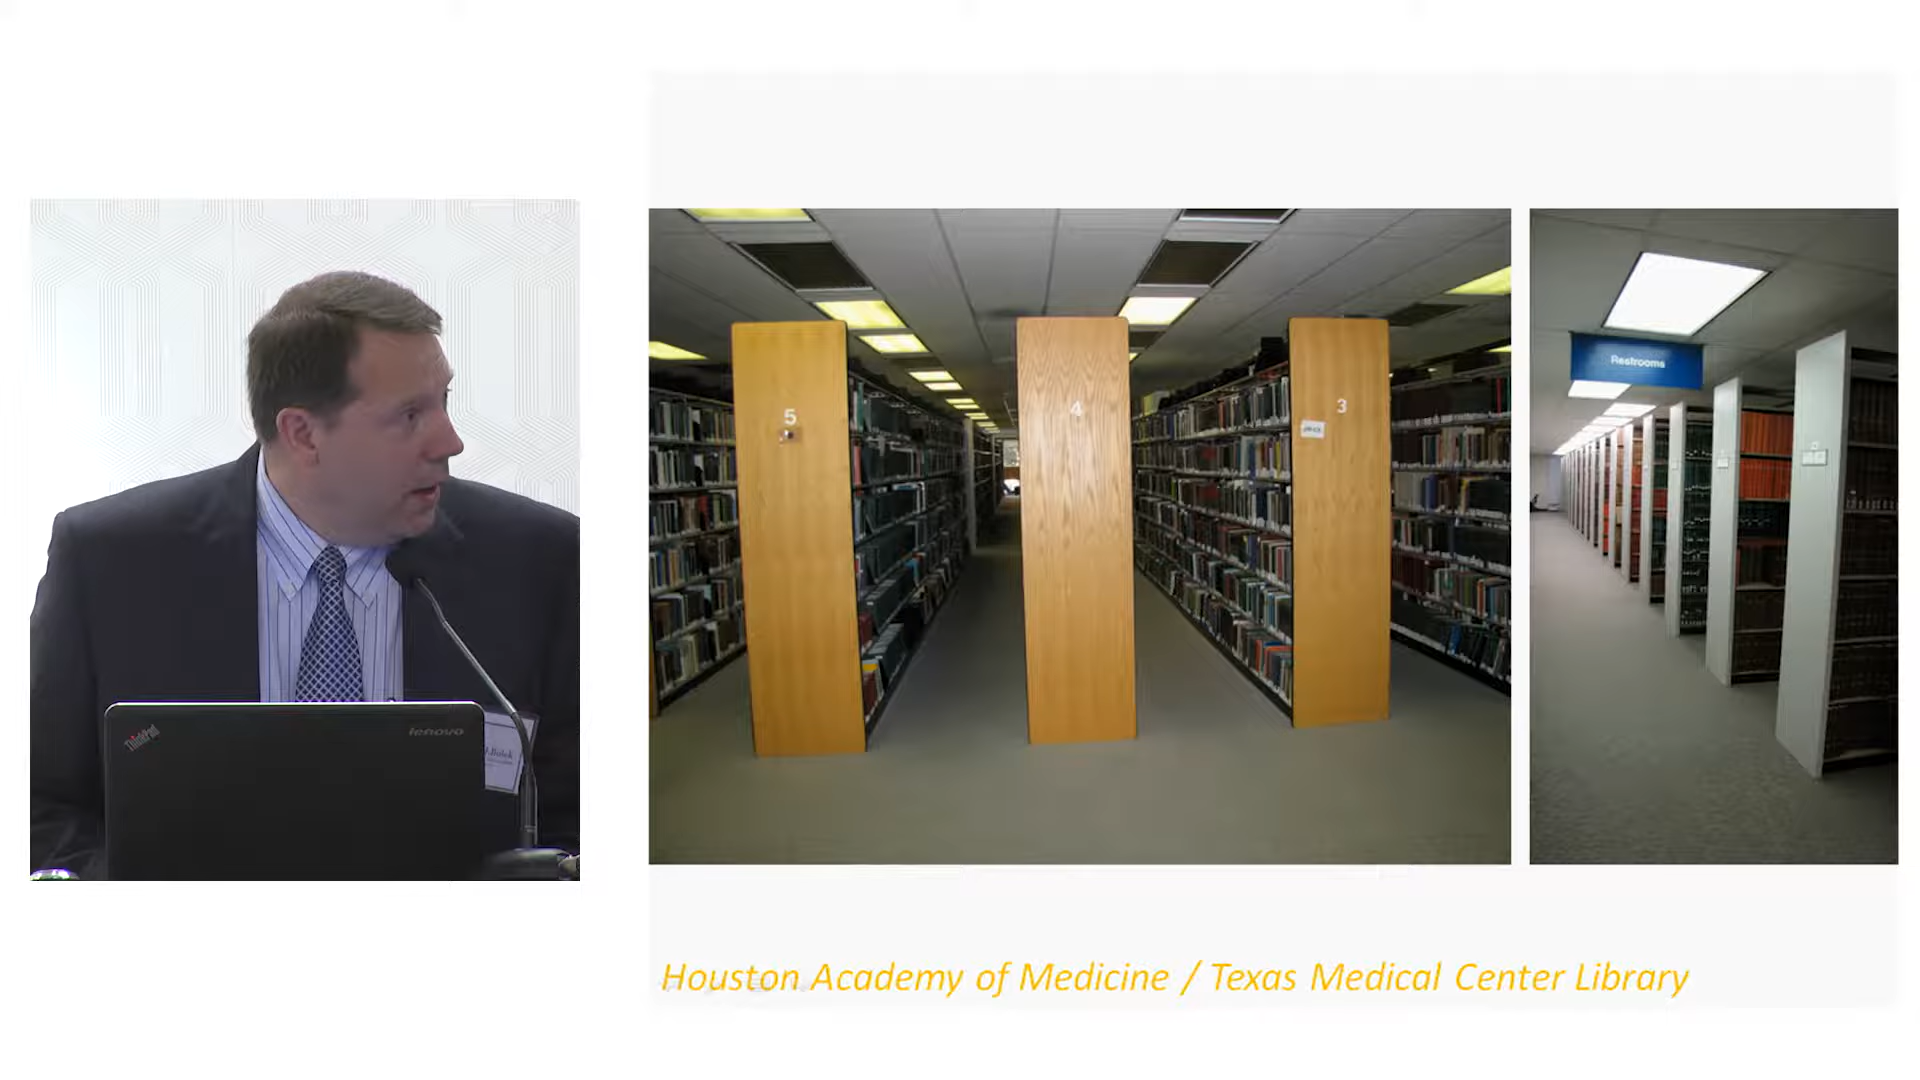 ThinkPad
lenovo
5
4
3
Restrooms
Houston Academy of Medicine / Texas Medical Center Library